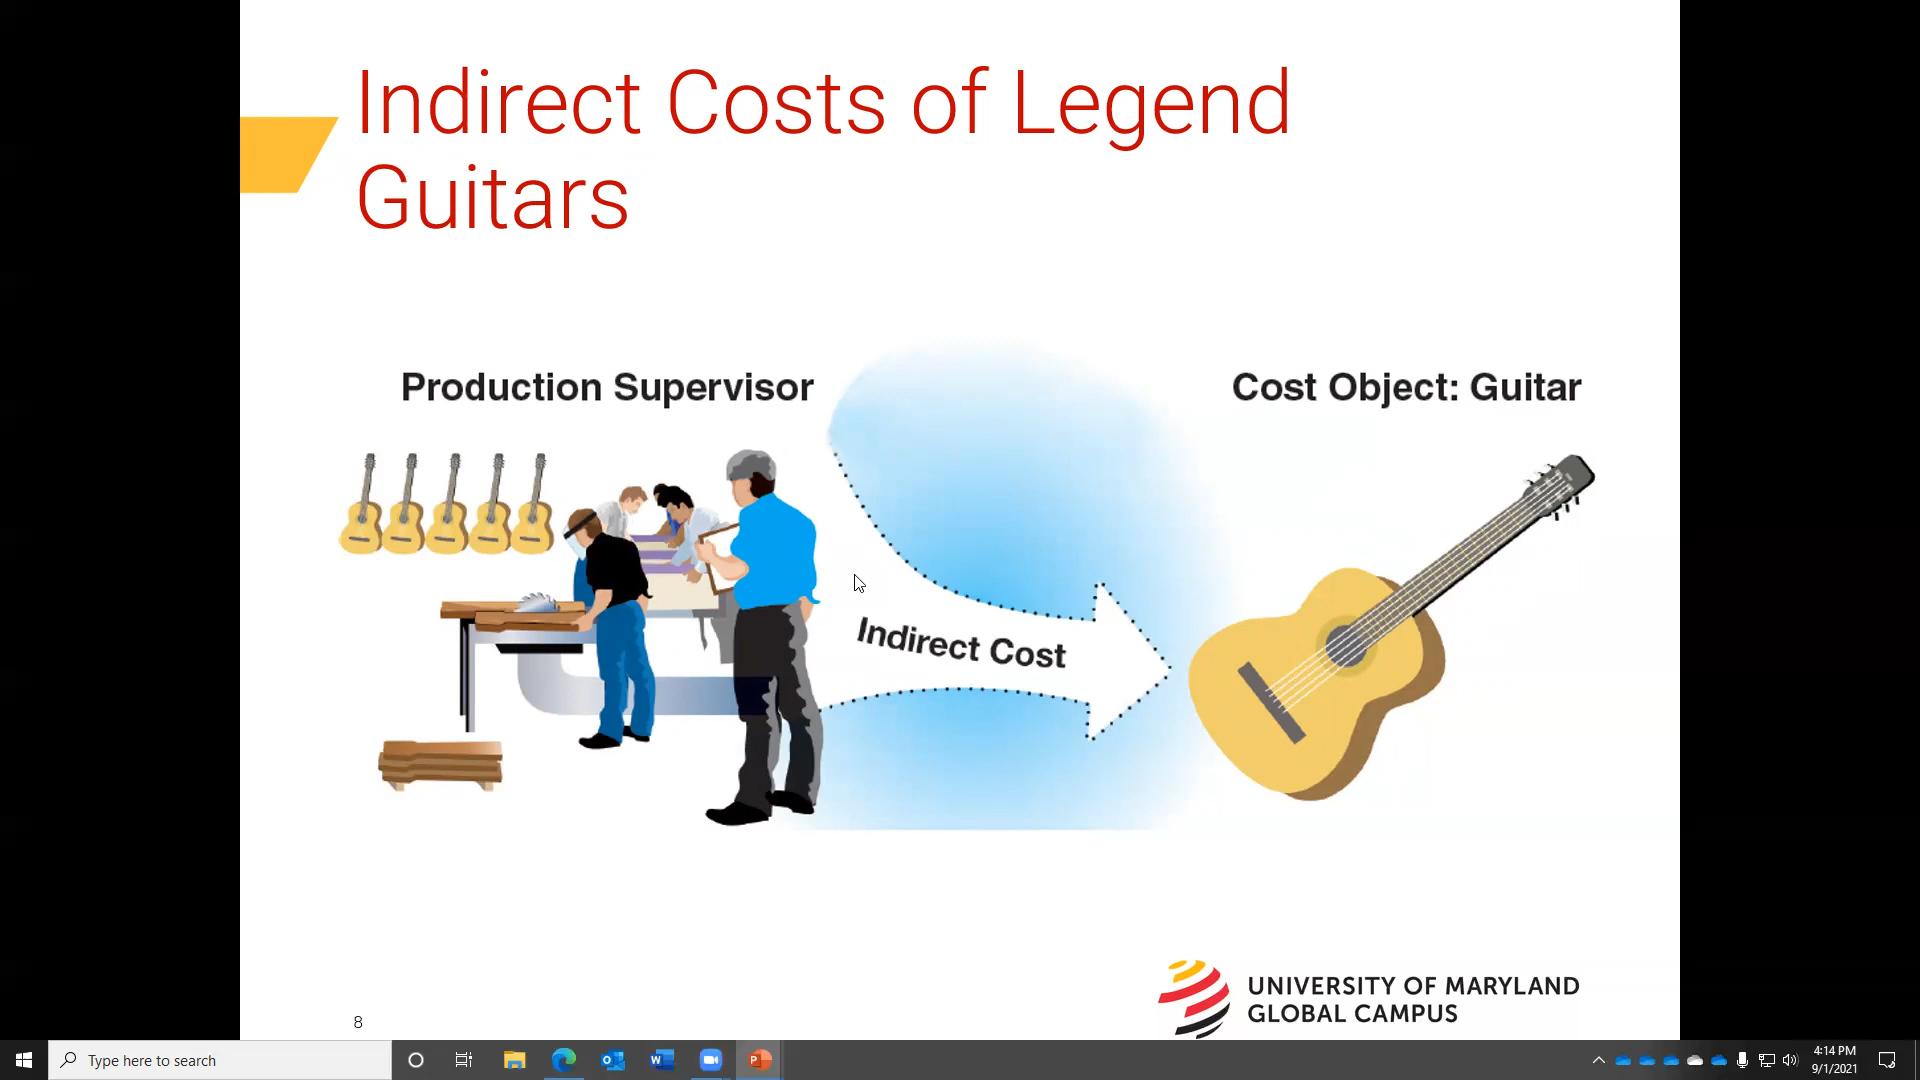 Indirect Costs of Legend
Guitars
Production Supervisor
Cost Object: Guitar
Indirect Cost
UNIVERSITY OF MARYLAND
GLOBAL CAMPUS
8
Type here to search
4:14 PM
9/1/2021